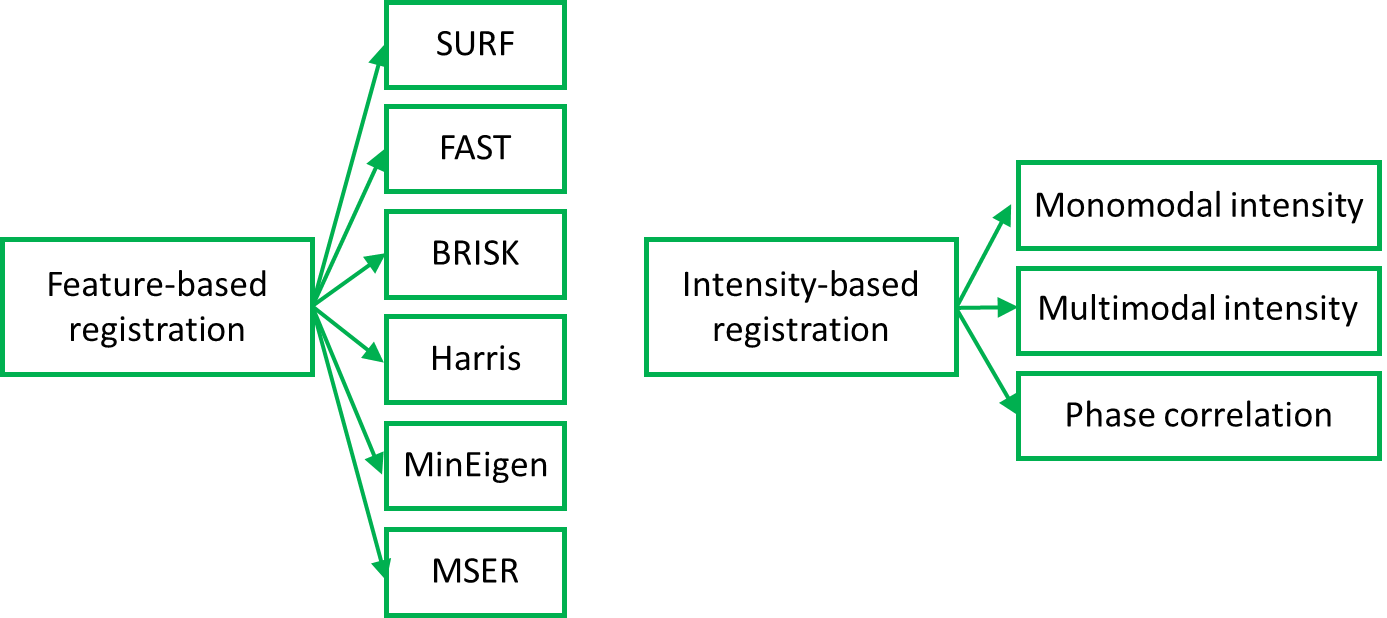 Feature-based
registration
SURF
FAST
BRISK
Harris
MinEigen
MSER
Intensity-based
registration
Monomodal intensity
Multimodal intensity
Phase correlation